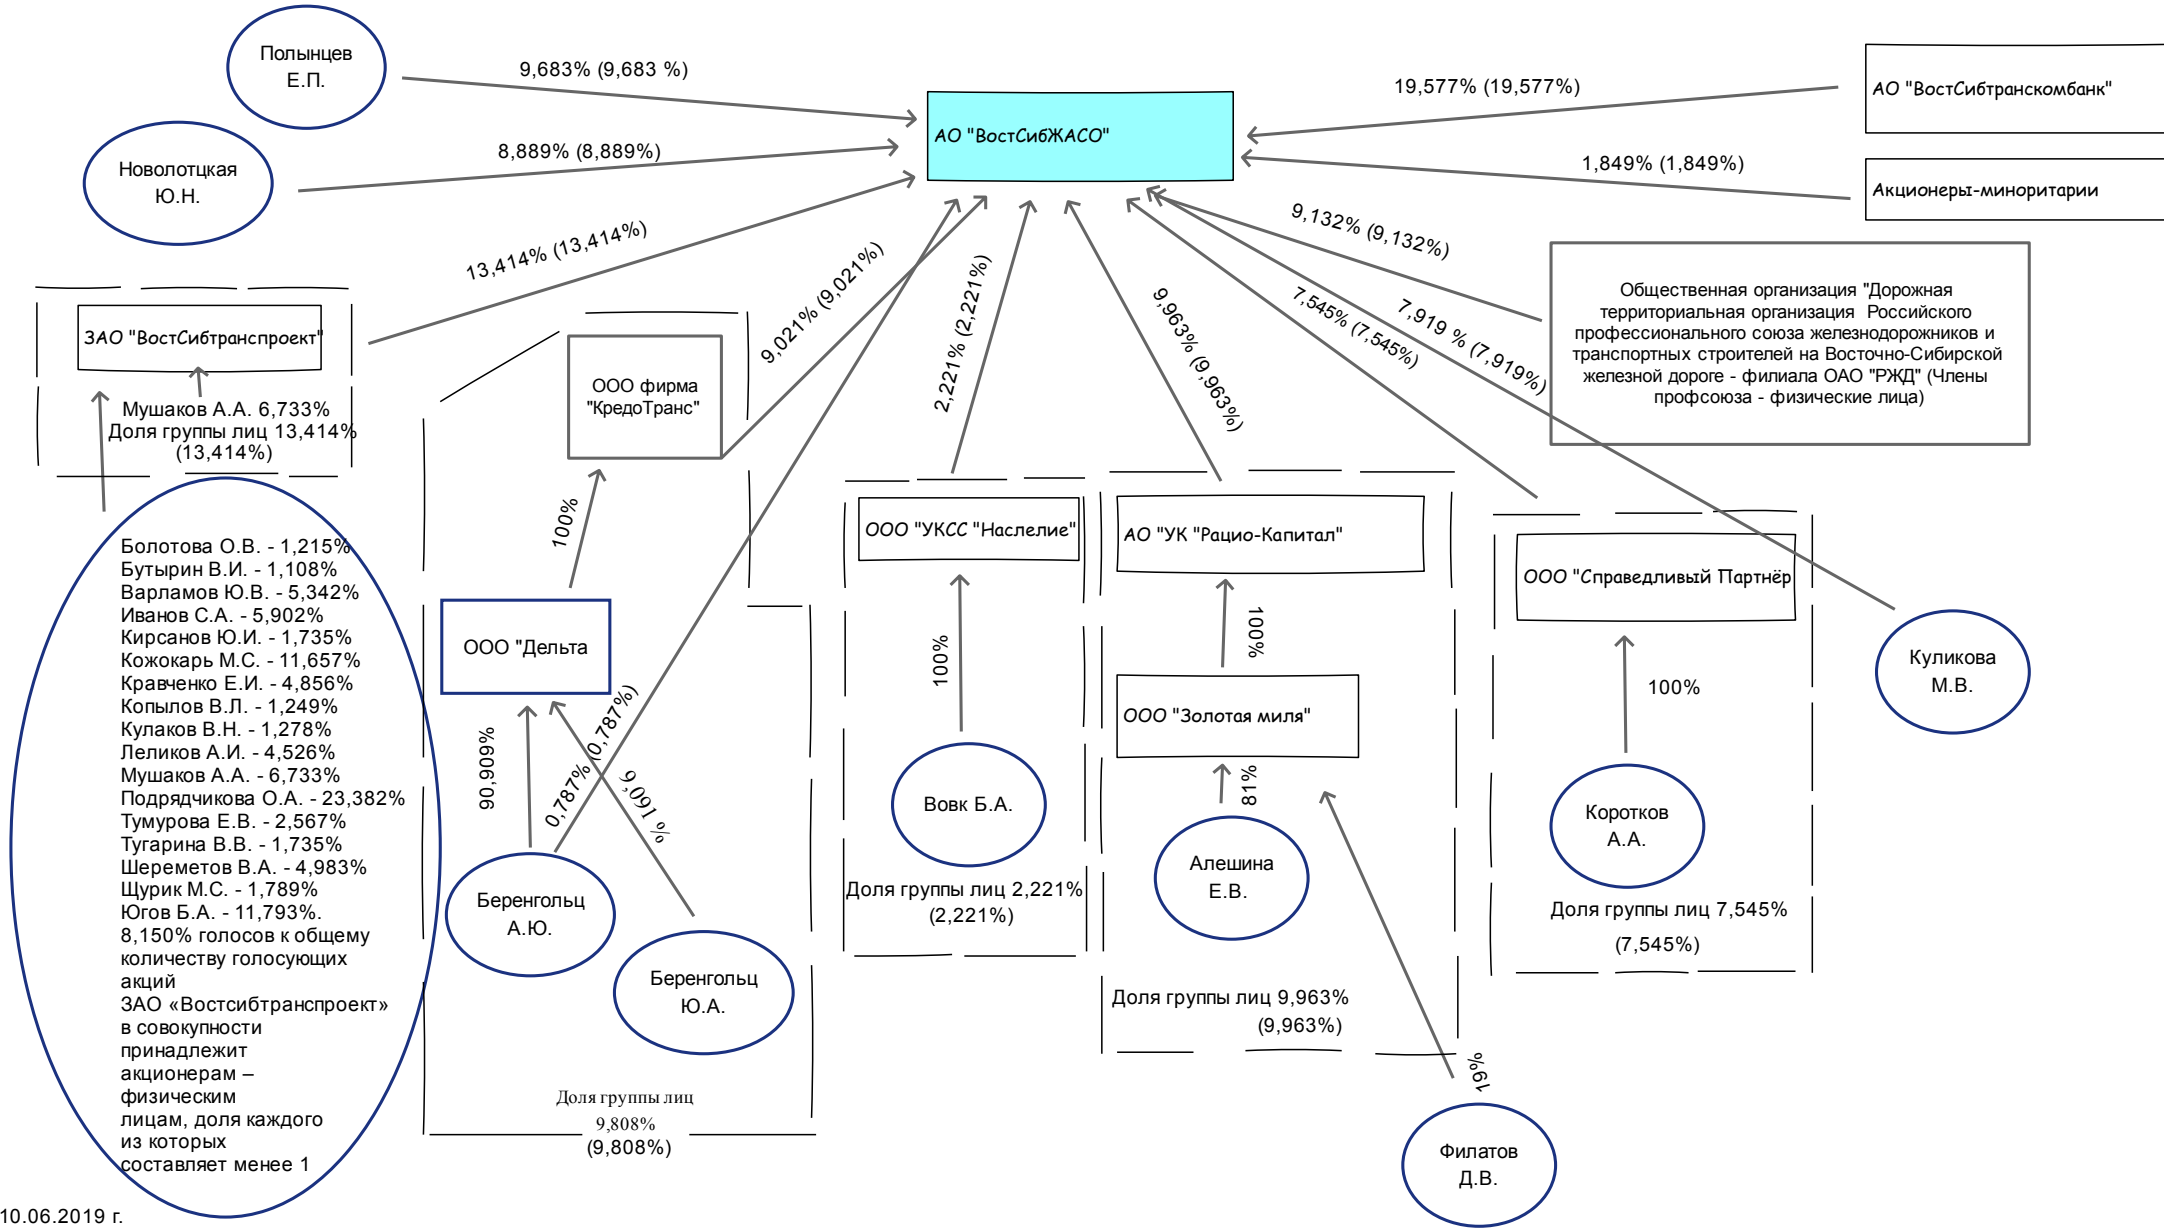 Полынцев
Е.П.
9,683% (9,683 %)
19,577% (19,577%)
АО "ВостСибтранскомбанк"
АО "ВостСибЖАСО"
Новолотцкая
Ю.Н.
8,889% (8,889%)
1,849% (1,849%)
Акционеры-миноритарии
13,414% (13,414%)
9,021% (9,021%)
2,221% (2,221%)
9,963% (9,963%)
7,545% (7,545%)
7,919 % (7,919%)
9,132% (9,132%)
Общественная организация "Дорожная
территориальная организация Российского
профессионального союза железнодорожников и
транспортных строителей на Восточно-Сибирской
железной дороге - филиала ОАО "РЖД" (Члены
профсоюза - физические лица)
ЗАО "ВостСибтранспроект"
Мушаков А.А. 6,733%
Доля группы лиц 13,414%
(13,414%)
ООО фирма
"КредоТранс"
100%
ООО "Дельта
90,909%
0,787% (0,787%)
9,091 %
Беренгольц
А.Ю.
Беренгольц
Ю.А.
Доля группы лиц
9,808%
(9,808%)
ООО "УКСС "Наслелие"
100%
Вовк Б.А.
Доля группы лиц 2,221%
(2,221%)
АО "УК "Рацио-Капитал"
100%
ООО "Золотая миля"
81%
Алешина
Е.В.
Доля группы лиц 9,963%
(9,963%)
19%
Филатов
Д.В.
ООО "Справедливый Партнёр
100%
Коротков
А.А.
Доля группы лиц 7,545%
(7,545%)
Куликова
М.В.
Болотова О.В. - 1,215%
Бутырин В.И. - 1,108%
Варламов Ю.В. - 5,342%
Иванов С.А. - 5,902%
Кирсанов Ю.И. - 1,735%
Кожокарь М.С. - 11,657%
Кравченко Е.И. - 4,856%
Копылов В.Л. - 1,249%
Кулаков В.Н. - 1,278%
Леликов А.И. - 4,526%
Мушаков А.А. - 6,733%
Подрядчикова О.А. - 23,382%
Тумурова Е.В. - 2,567%
Тугарина В.В. - 1,735%
Шереметов В.А. - 4,983%
Щурик М.С. - 1,789%
Югов Б.А. - 11,793%.
8,150% голосов к общему
количеству голосующих
акций
ЗАО «Востсибтранспроект»
в совокупности
принадлежит
акционерам –
физическим
лицам, доля каждого
из которых
составляет менее 1
10.06.2019 г.